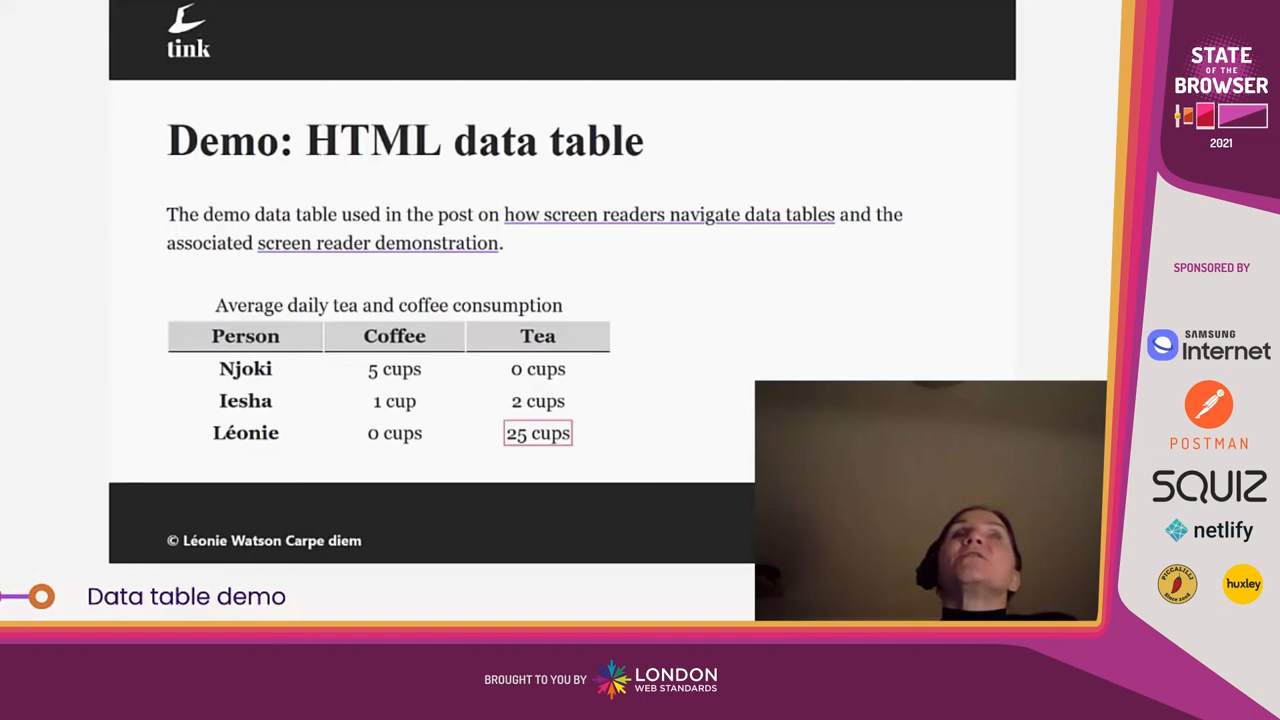 tink
Demo: HTML data table
The demo data table used in the post on how screen readers navigate data tables and the
associated screen reader demonstration.
Average daily tea and coffee consumption
Person Coffee Tea
Njoki 5 cups 0 cups
Iesha 1 cup 2 cups
Léonie 0 cups 25 cups
© Léonie Watson Carpe diem
Data table demo
STATE
OF THE
BROWSER
2021
SPONSORED BY
SAMSUNG
Internet
POSTMAN
SQUIZ
netlify
PICCALILLI
Since 2018
huxley
BROUGHT TO YOU BY
LONDON
WEB STANDARDS